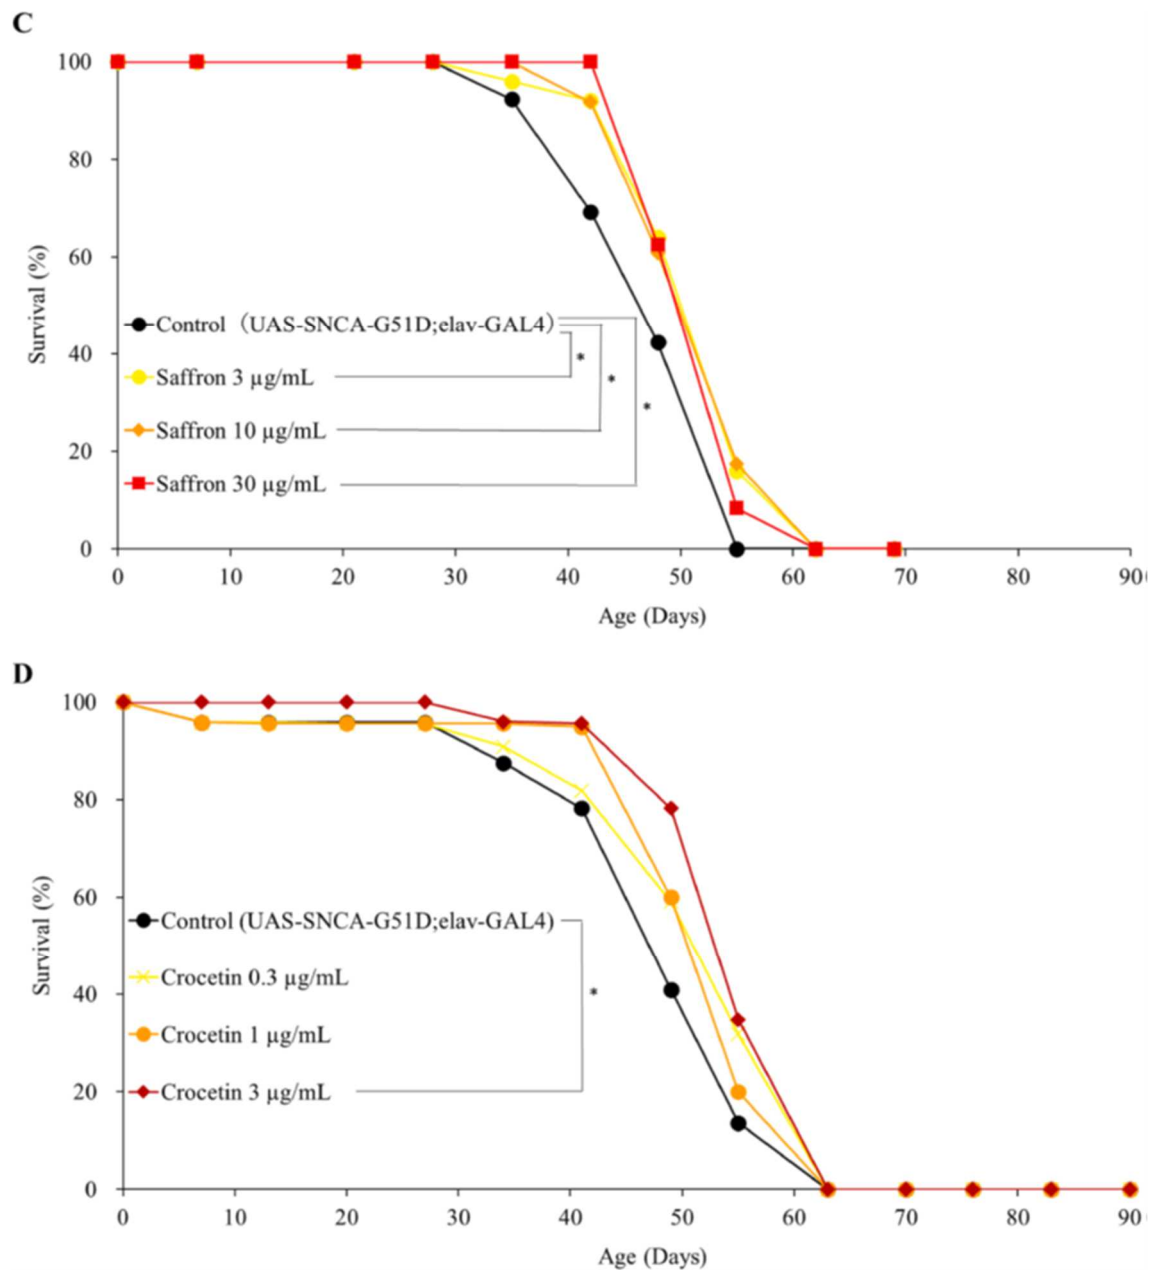 C
100
80
60
40
20
0
Survival (%)
Control（UAS-SNCA-G51D;elav-GAL4）
*
Saffron 3 µg/mL
*
*
Saffron 10 µg/mL
Saffron 30 µg/mL
0 10 20 30 40 50 60 70 80 90
Age (Days)
D
100
80
60
40
20
0
Survival (%)
Control (UAS-SNCA-G51D;elav-GAL4)
Crocetin 0.3 µg/mL
*
Crocetin 1 µg/mL
Crocetin 3 µg/mL
0 10 20 30 40 50 60 70 80 90
Age (Days)